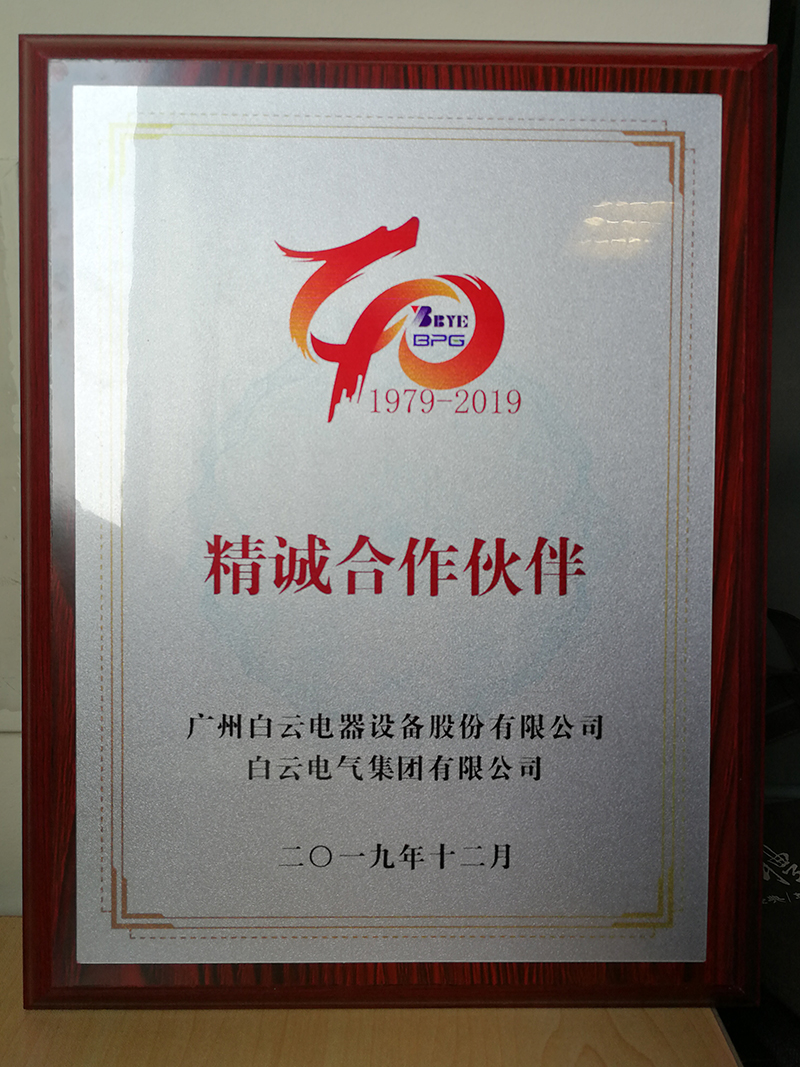 40
BYE
BPG
1979-2019
精诚合作伙伴
广州白云电器设备股份有限公司
白云电气集团有限公司
二〇一九年十二月